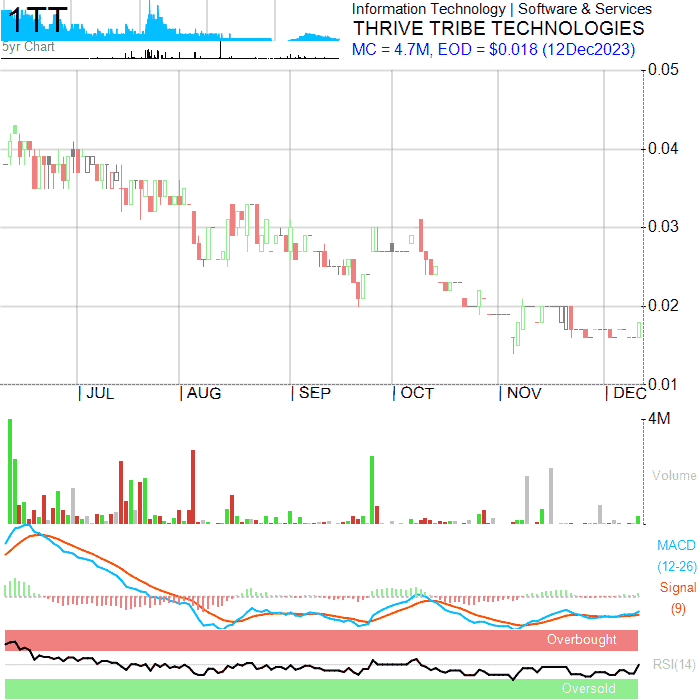 1TT
5yr Chart
Information Technology | Software & Services
THRIVE TRIBE TECHNOLOGIES
MC = 4.7M, EOD = $0.018 (12Dec2023)
0.05
0.04
0.03
0.02
0.01
| JUL | AUG | SEP | OCT | NOV | DEC
4M
Volume
MACD
(12-26)
Signal
(9)
Overbought
RSI(14)
Oversold